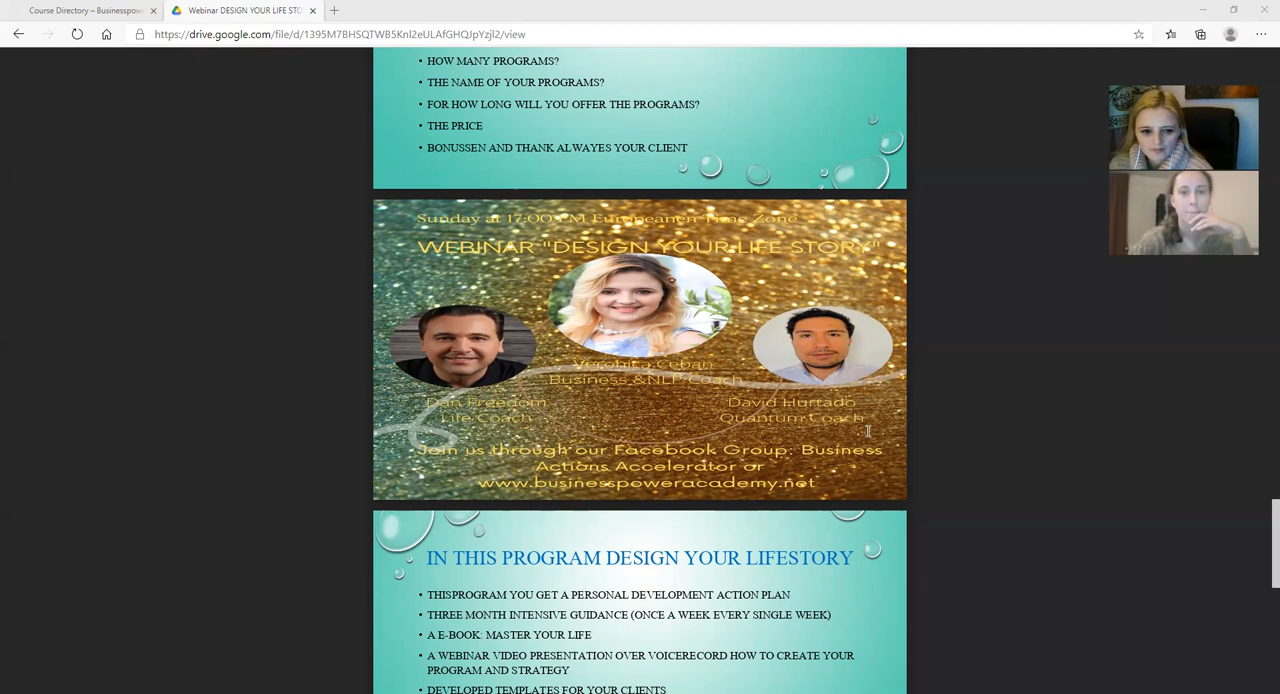 Course Directory – Businesspow
Webinar DESIGN YOUR LIFE STO
https://drive.google.com/file/d/1395M7BHSQTWB5Knl2eULAfGHQJpYzjl2/view
• HOW MANY PROGRAMS?
• THE NAME OF YOUR PROGRAMS?
• FOR HOW LONG WILL YOU OFFER THE PROGRAMS?
• THE PRICE
• BONUSSEN AND THANK ALWAYES YOUR CLIENT
Sunday at 17:00 PM Europeanen Time Zone
WEBINAR "DESIGN YOUR LIFE STORY"
Veronica Ceban
Business &NLP Coach
Dan Freedom
Life Coach
David Hurtado
Quantum Coach
Join us through our Facebook Group: Business
Actions Accelerator or
www.businesspoweracademy.net
IN THIS PROGRAM DESIGN YOUR LIFESTORY
• THISPROGRAM YOU GET A PERSONAL DEVELOPMENT ACTION PLAN
• THREE MONTH INTENSIVE GUIDANCE (ONCE A WEEK EVERY SINGLE WEEK)
• A E-BOOK: MASTER YOUR LIFE
• A WEBINAR VIDEO PRESENTATION OVER VOICERECORD HOW TO CREATE YOUR
PROGRAM AND STRATEGY
• DEVELOPED TEMPLATES FOR YOUR CLIENTS